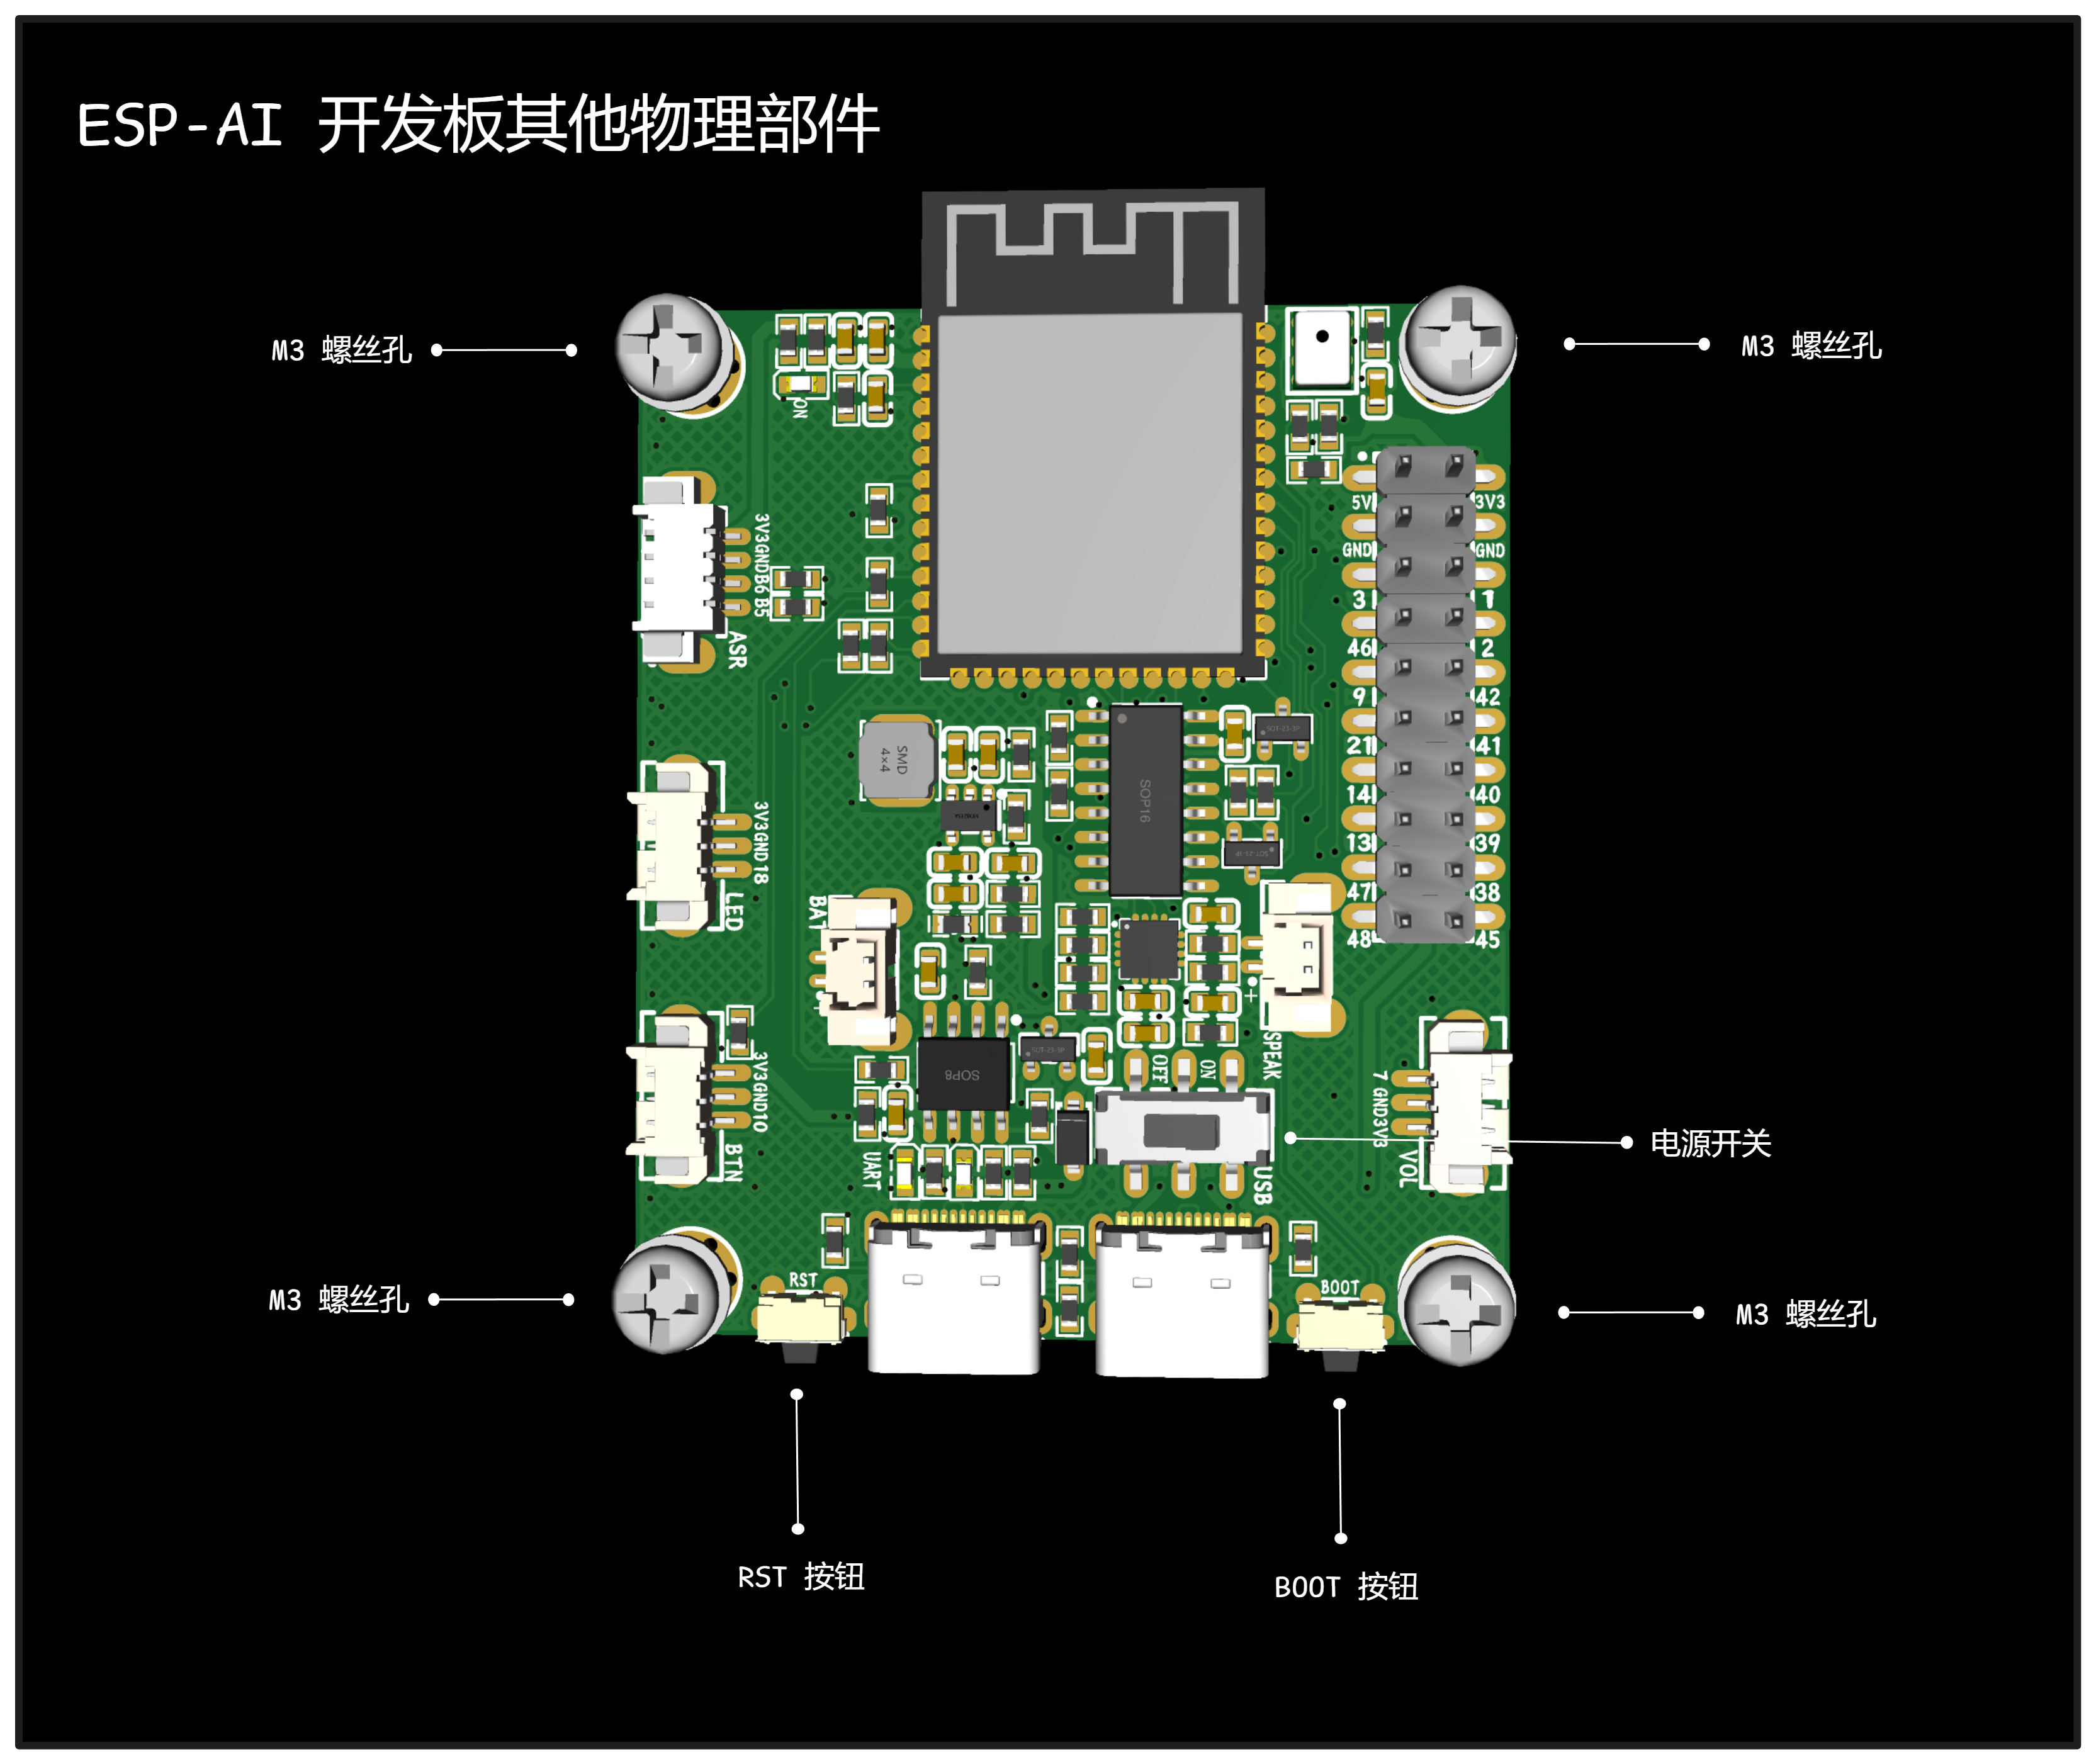 ESP-AI 开发板其他物理部件
M3 螺丝孔
M3 螺丝孔
ON
5V
3V3
GND
GND
3
1
46
2
9
42
21
41
14
40
13
39
47
38
48
45
3V3GNDB6 B5
ASR
SMD
4×4
SOP16
3V3GND18
LED
BAT
+
+
SPEAK
SOT-23-3P
SOP8
OFF
ON
3V3GND10
BTN
7 GND3V3
VOL
电源开关
UART
USB
RST
BOOT
M3 螺丝孔
M3 螺丝孔
RST 按钮
BOOT 按钮